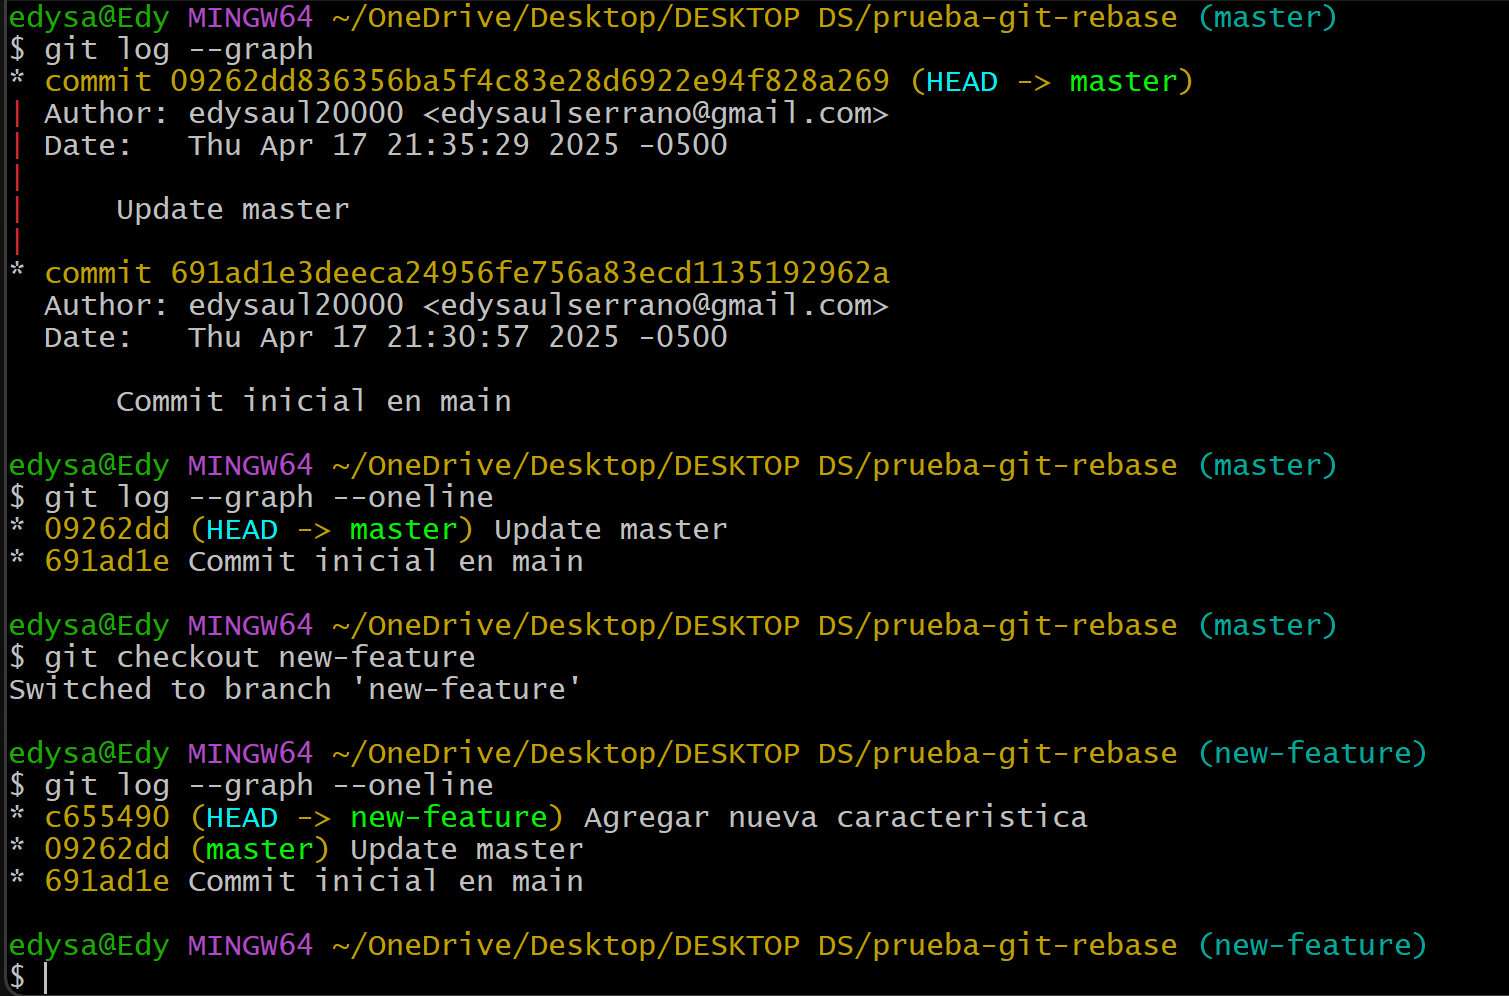 edysa@Edy MINGW64 ~/OneDrive/Desktop/DESKTOP DS/prueba-git-rebase (master)
$ git log --graph
* commit 09262dd836356ba5f4c83e28d6922e94f828a269 (HEAD -> master)
| Author: edysaul20000 <edysaulserrano@gmail.com>
| Date:   Thu Apr 17 21:35:29 2025 -0500
|
|     Update master
|
* commit 691ad1e3deeca24956fe756a83ecd1135192962a
  Author: edysaul20000 <edysaulserrano@gmail.com>
  Date:   Thu Apr 17 21:30:57 2025 -0500

      Commit inicial en main

edysa@Edy MINGW64 ~/OneDrive/Desktop/DESKTOP DS/prueba-git-rebase (master)
$ git log --graph --oneline
* 09262dd (HEAD -> master) Update master
* 691ad1e Commit inicial en main

edysa@Edy MINGW64 ~/OneDrive/Desktop/DESKTOP DS/prueba-git-rebase (master)
$ git checkout new-feature
Switched to branch 'new-feature'

edysa@Edy MINGW64 ~/OneDrive/Desktop/DESKTOP DS/prueba-git-rebase (new-feature)
$ git log --graph --oneline
* c655490 (HEAD -> new-feature) Agregar nueva caracteristica
* 09262dd (master) Update master
* 691ad1e Commit inicial en main

edysa@Edy MINGW64 ~/OneDrive/Desktop/DESKTOP DS/prueba-git-rebase (new-feature)
$